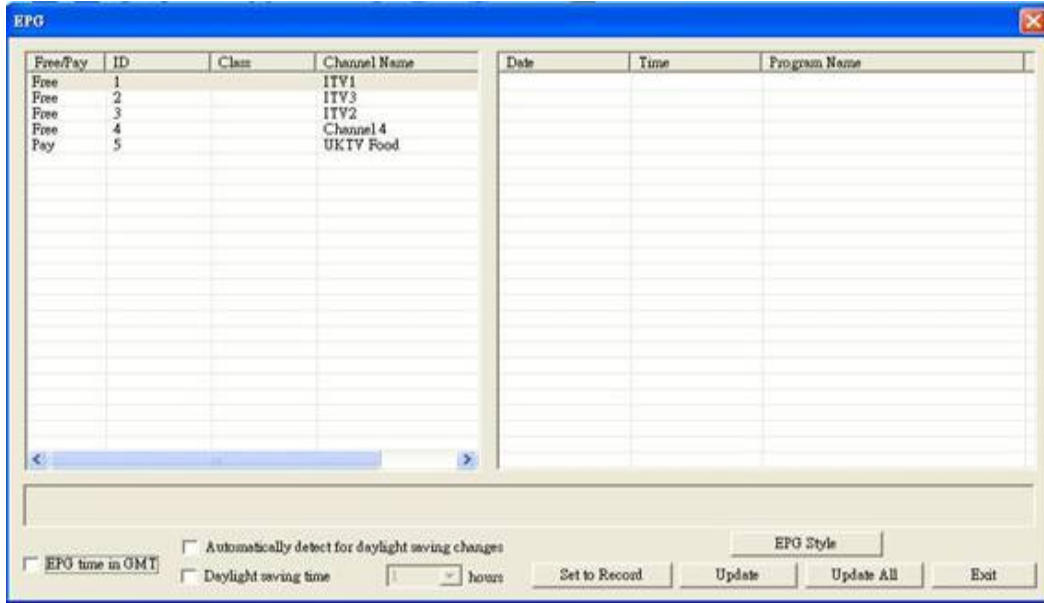 EPG
Free/Pay ID Class Channel Name
Free 1 ITV1
Free 2 ITV3
Free 3 ITV2
Free 4 Channel 4
Pay 5 UKTV Food
Date Time Program Name
EPG time in GMT
Automatically detect for daylight saving changes
Daylight saving time 1 hours
EPG Style
Set to Record Update Update All Exit